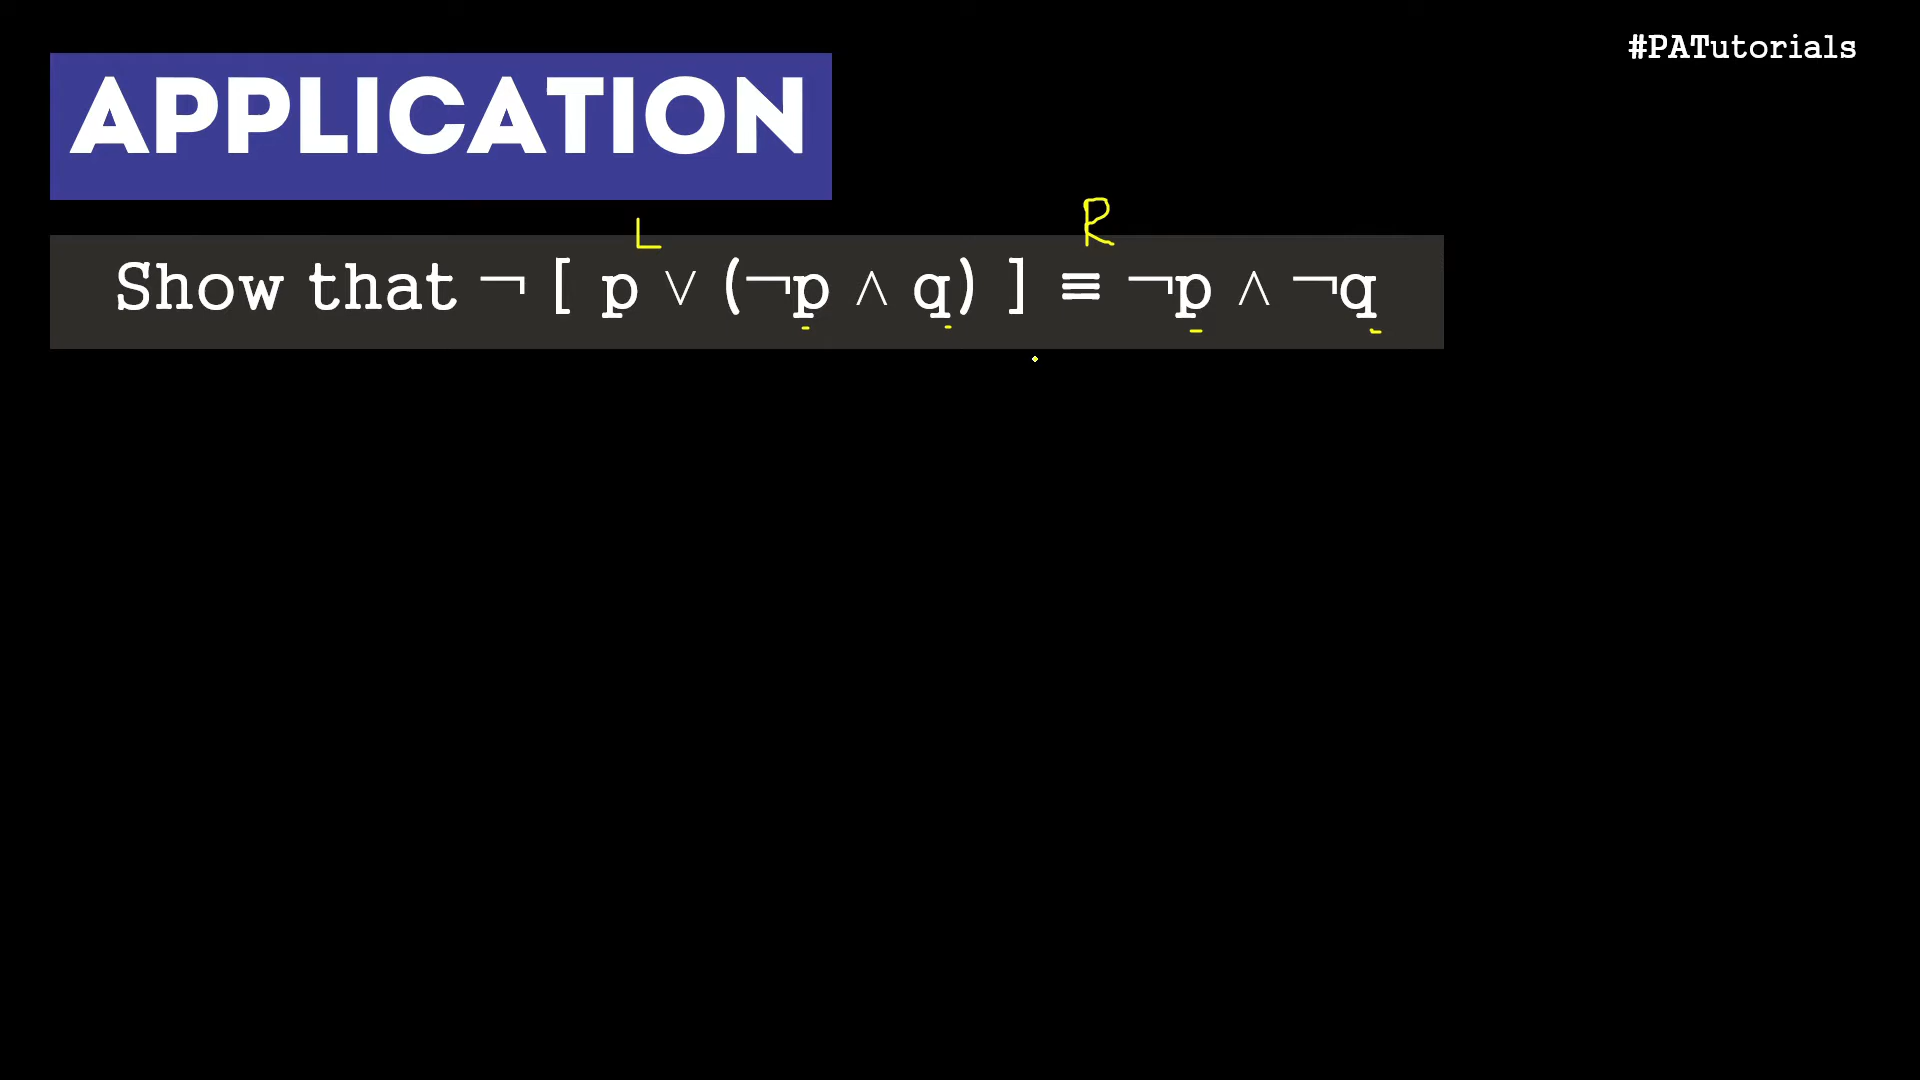 #PATutorials
APPLICATION
L R
Show that ¬ [ p ∨ (¬p ∧ q) ] ≡ ¬p ∧ ¬q